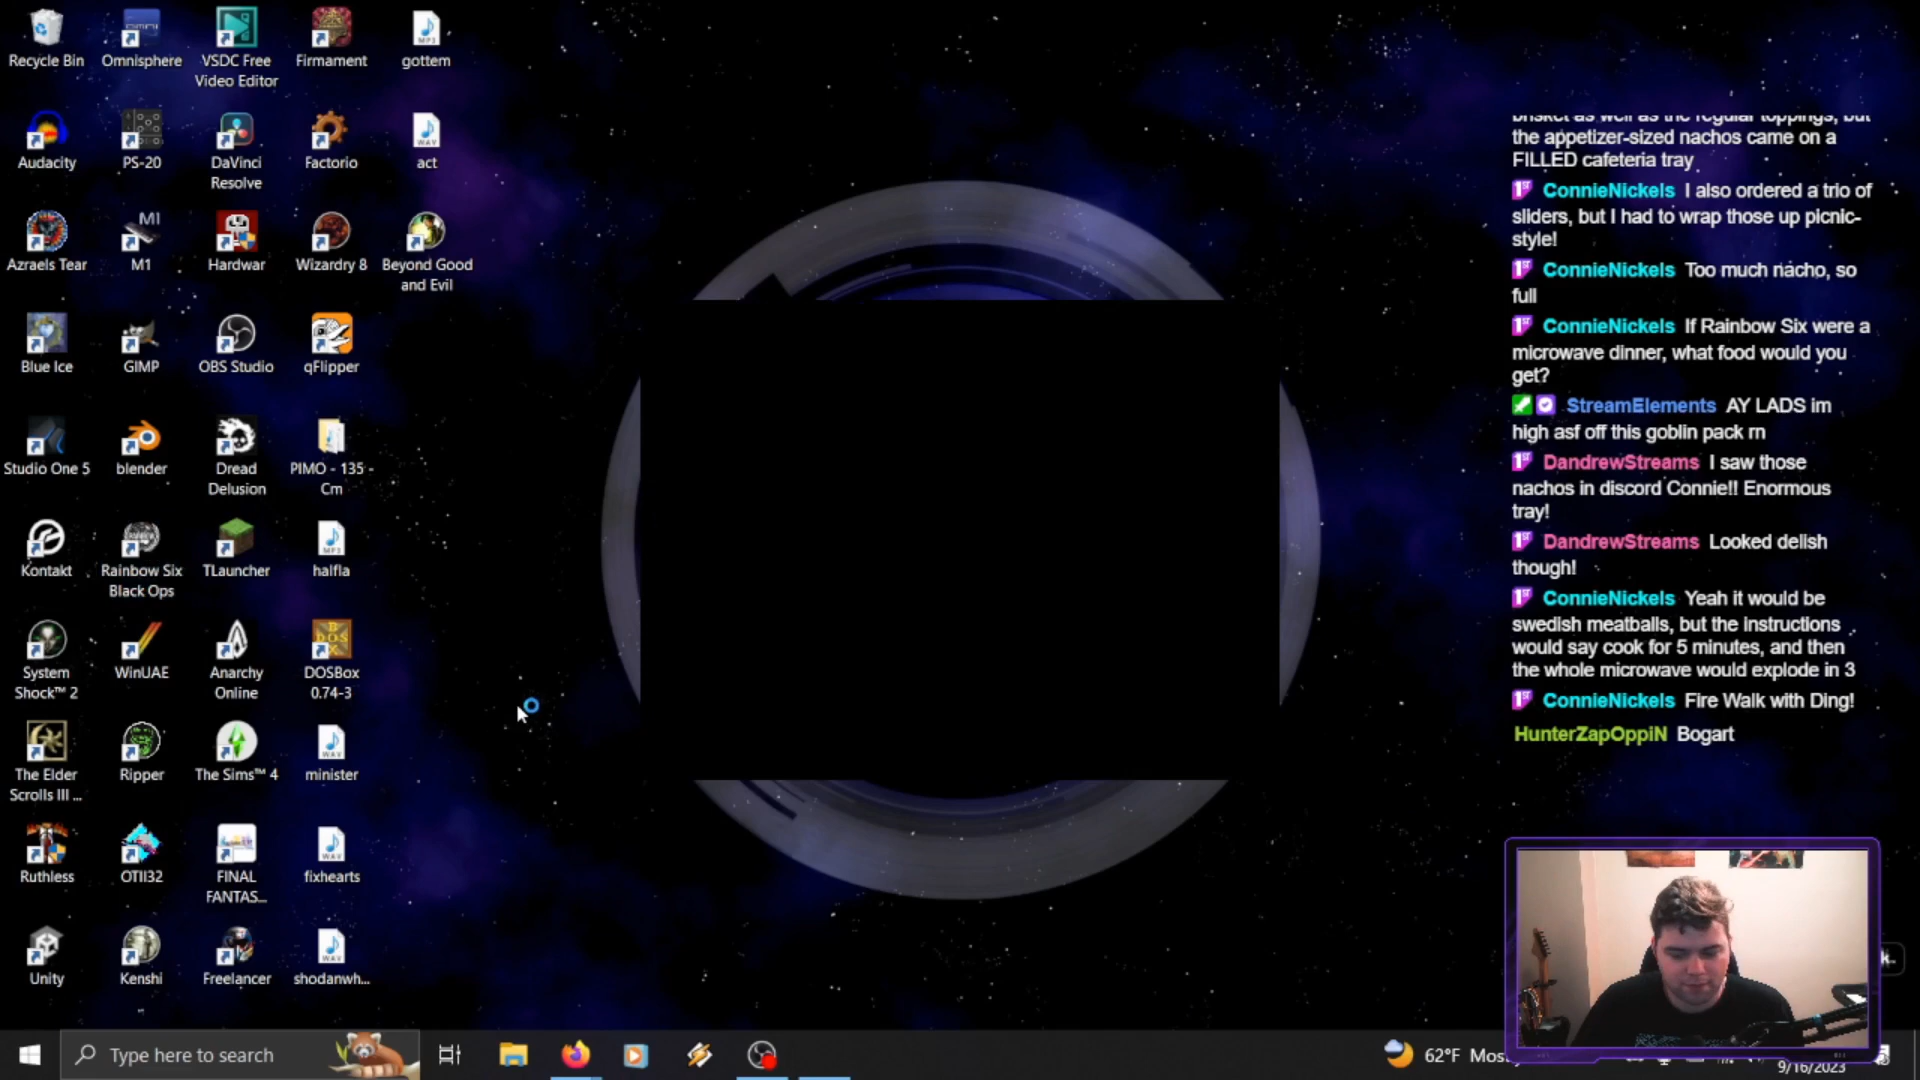 Recycle Bin
Omnisphere
VSDC Free
Video Editor
Firmament
gottem
Audacity
PS-20
DaVinci
Resolve
Factorio
act
Azraels Tear
M1
Hardwar
Wizardry 8
Beyond Good
and Evil
Blue Ice
GIMP
OBS Studio
qFlipper
Studio One 5
blender
Dread
Delusion
PIMO - 135 -
Cm
Kontakt
Rainbow Six
Black Ops
TLauncher
halfla
System
Shock™ 2
WinUAE
Anarchy
Online
DOSBox
0.74-3
The Elder
Scrolls III ...
Ripper
The Sims™ 4
minister
Ruthless
OTII32
FINAL
FANTAS...
fixhearts
Unity
Kenshi
Freelancer
shodanwh...
brisket as well as the regular toppings, but
the appetizer-sized nachos came on a
FILLED cafeteria tray
ConnieNickels I also ordered a trio of
sliders, but I had to wrap those up picnic-
style!
ConnieNickels Too much nacho, so
full
ConnieNickels If Rainbow Six were a
microwave dinner, what food would you
get?
StreamElements AY LADS im
high asf off this goblin pack rn
DandrewStreams I saw those
nachos in discord Connie!! Enormous
tray!
DandrewStreams Looked delish
though!
ConnieNickels Yeah it would be
swedish meatballs, but the instructions
would say cook for 5 minutes, and then
the whole microwave would explode in 3
ConnieNickels Fire Walk with Ding!
HunterZapOppiN Bogart
Type here to search
62°F
9/16/2023